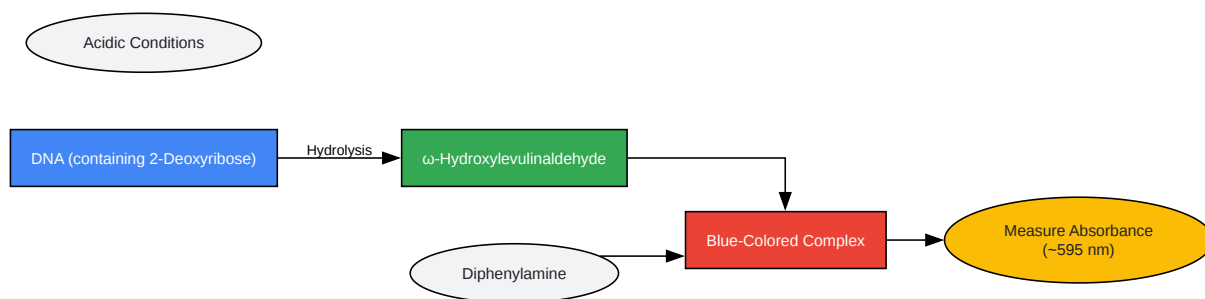 Acidic Conditions
DNA (containing 2-Deoxyribose)
Hydrolysis
ω-Hydroxylevulinaldehyde
Blue-Colored Complex
Measure Absorbance
(~595 nm)
Diphenylamine